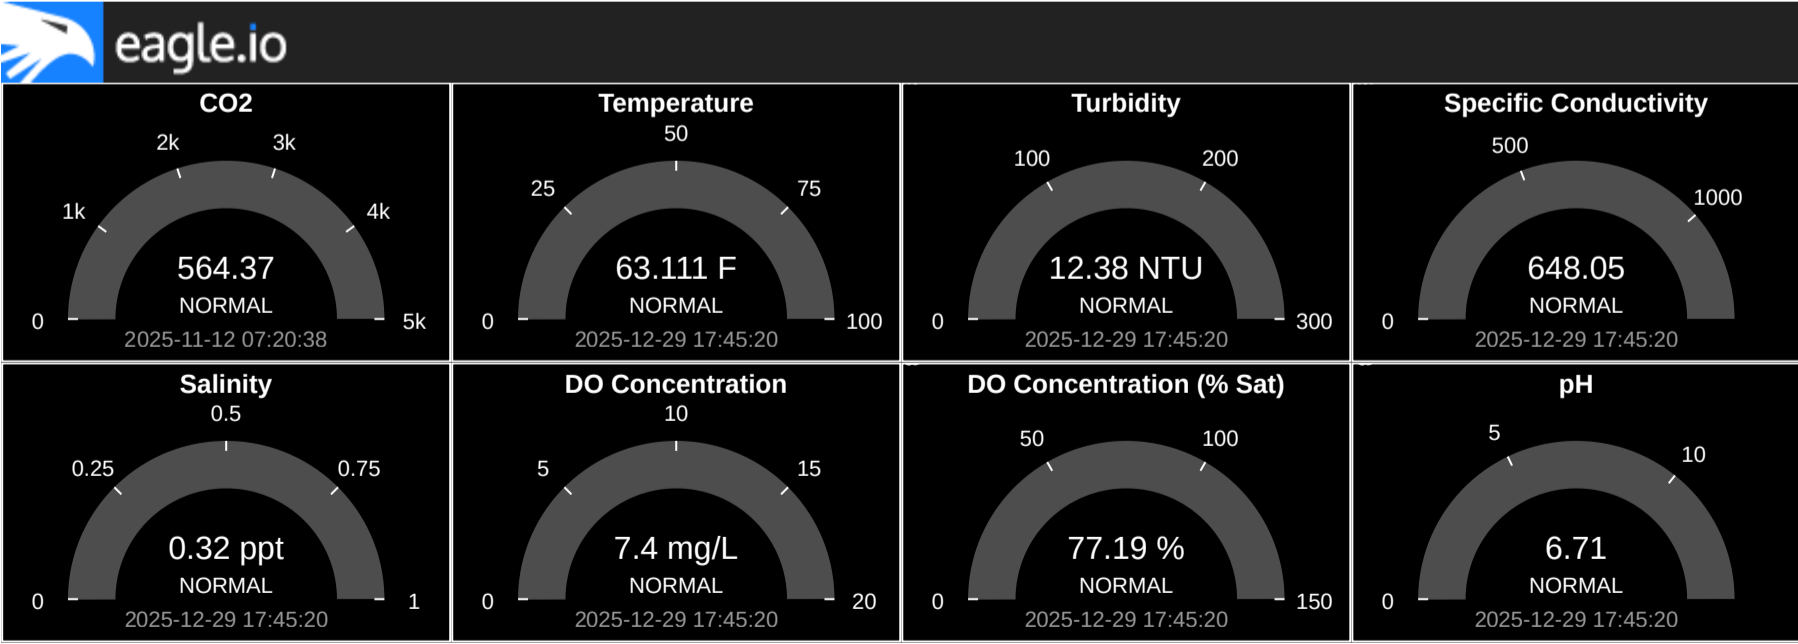 eagle.io
CO2
2k
3k
1k
4k
564.37
NORMAL
0
5k
2025-11-12 07:20:38
Temperature
50
25
75
63.111 F
NORMAL
0
100
2025-12-29 17:45:20
Turbidity
100
200
12.38 NTU
NORMAL
0
300
2025-12-29 17:45:20
Specific Conductivity
500
1000
648.05
NORMAL
0
2025-12-29 17:45:20
Salinity
0.5
0.25
0.75
0.32 ppt
NORMAL
0
1
2025-12-29 17:45:20
DO Concentration
10
5
15
7.4 mg/L
NORMAL
0
20
2025-12-29 17:45:20
DO Concentration (% Sat)
50
100
77.19 %
NORMAL
0
150
2025-12-29 17:45:20
pH
5
10
6.71
NORMAL
0
2025-12-29 17:45:20